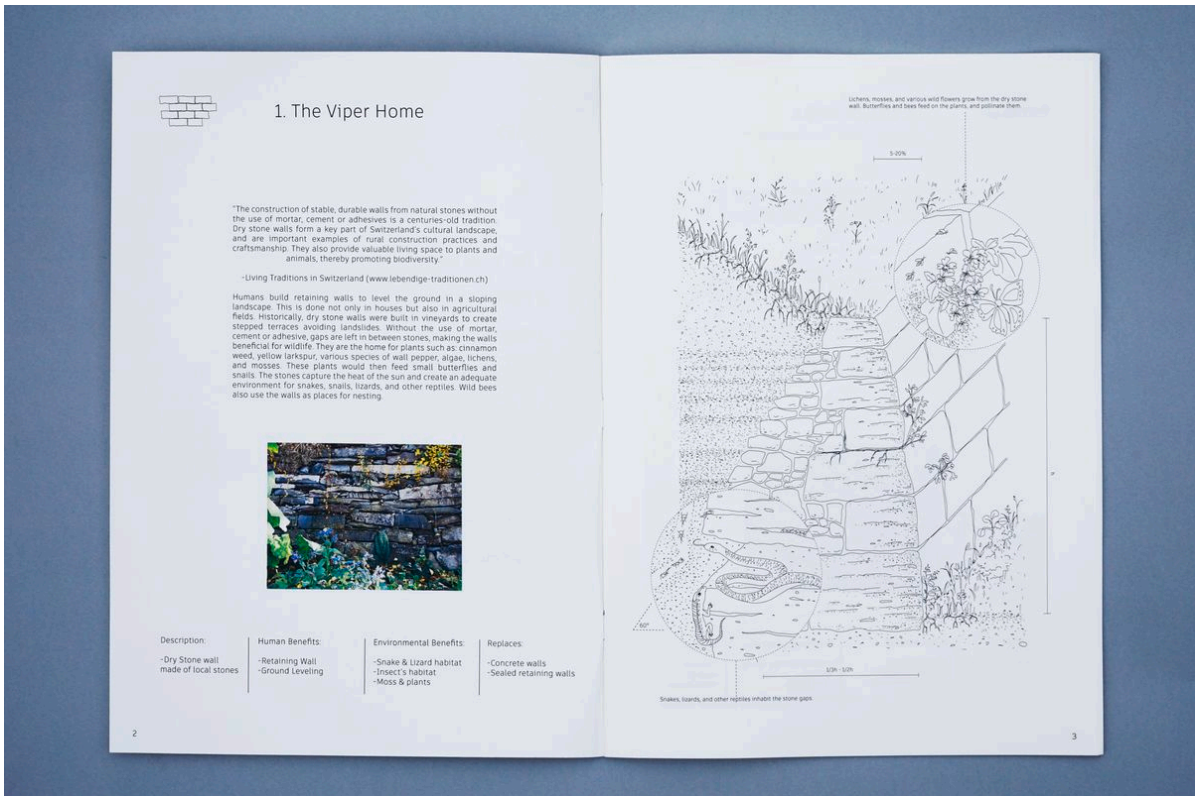 1. The Viper Home
"The construction of stable, durable walls from natural stones without
the use of mortar, cement or adhesives is a centuries-old tradition.
Dry stone walls form a key part of Switzerland's cultural landscape,
and are important examples of rural construction practices and
craftsmanship. They also provide valuable living space to plants and
animals, thereby promoting biodiversity."
-Living Traditions in Switzerland (www.lebendige-traditionen.ch)
Humans build retaining walls to level the ground in a sloping
landscape. This is done not only in houses but also in agricultural
fields. Historically, dry stone walls were built in vineyards to create
stepped terraces avoiding landslides. Without the use of mortar,
cement or adhesive, gaps are left in between stones, making the walls
beneficial for wildlife. They are the home for plants such as: cinnamon
weed, yellow larkspur, various species of wall pepper, algae, lichens,
and mosses. These plants would then feed small butterflies and
snails. The stones capture the heat of the sun and create an adequate
environment for snakes, snails, lizards, and other reptiles. Wild bees
also use the walls as places for nesting.
Description:
-Dry Stone wall
made of local stones
Human Benefits:
-Retaining Wall
-Ground Leveling
Environmental Benefits:
-Snake & Lizard habitat
-Insect's habitat
-Moss & plants
Replaces:
-Concrete walls
-Sealed retaining walls
2
Lichens, mosses, and various wild flowers grow from the dry stone
wall. Butterflies and bees feed on the plants, and pollinate them.
5-20%
60°
1/3h - 1/2h
Snakes, lizards, and other reptiles inhabit the stone gaps
3